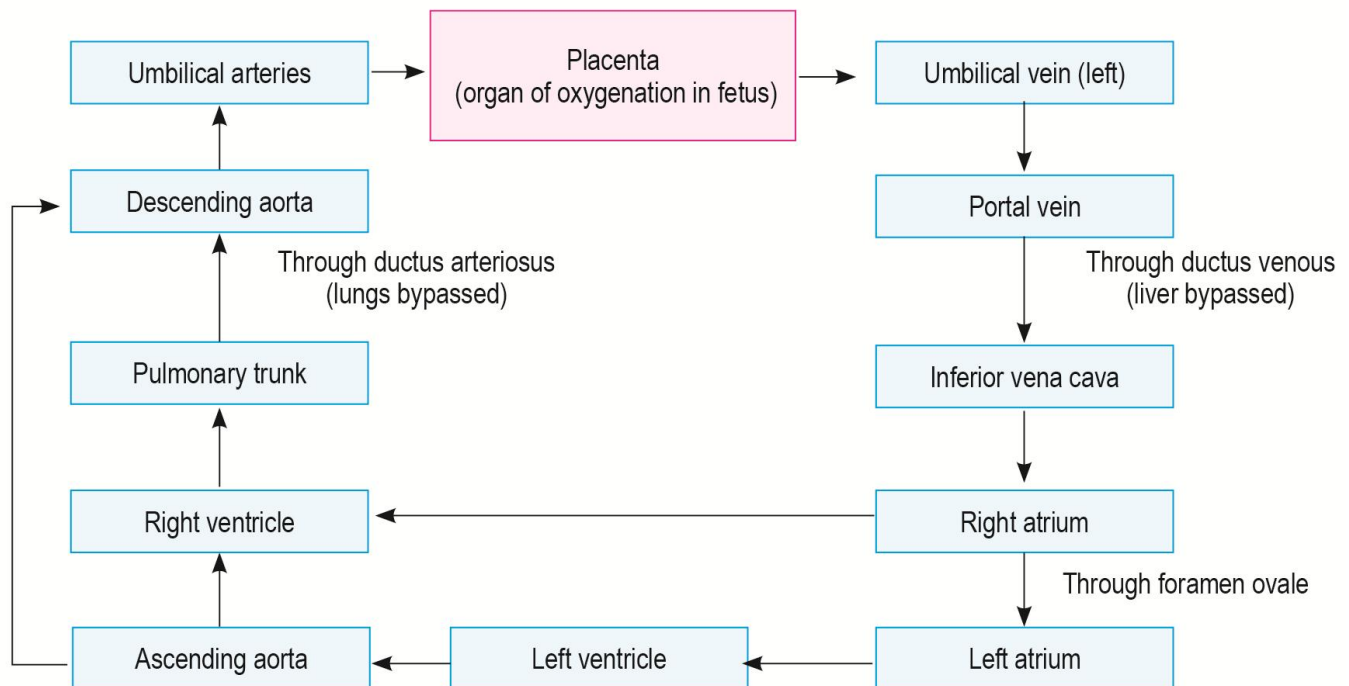 Umbilical arteries
Placenta
(organ of oxygenation in fetus)
Umbilical vein (left)
Descending aorta
Portal vein
Through ductus arteriosus
(lungs bypassed)
Through ductus venous
(liver bypassed)
Pulmonary trunk
Inferior vena cava
Right ventricle
Right atrium
Through foramen ovale
Ascending aorta
Left ventricle
Left atrium